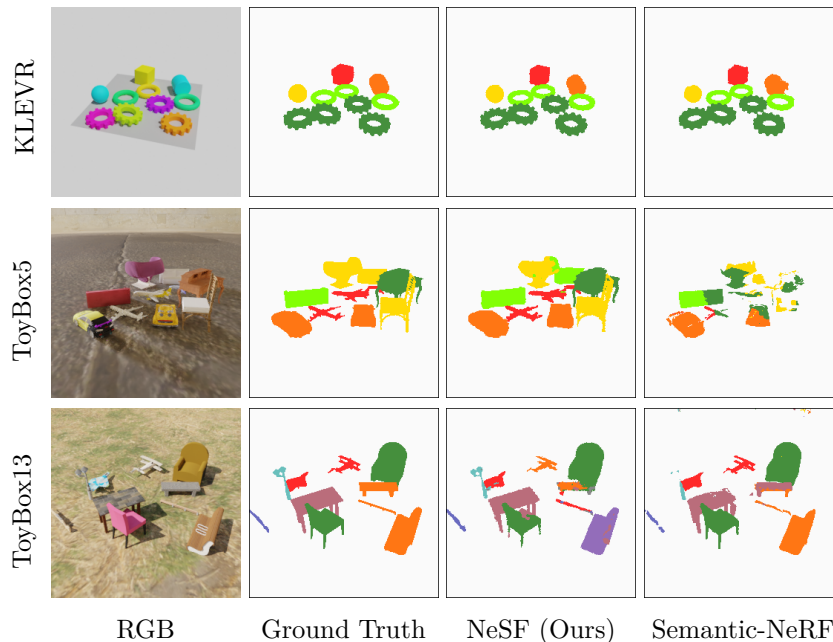 KLEVR
ToyBox5
ToyBox13
RGB
Ground Truth
NeSF (Ours)
Semantic-NeRF